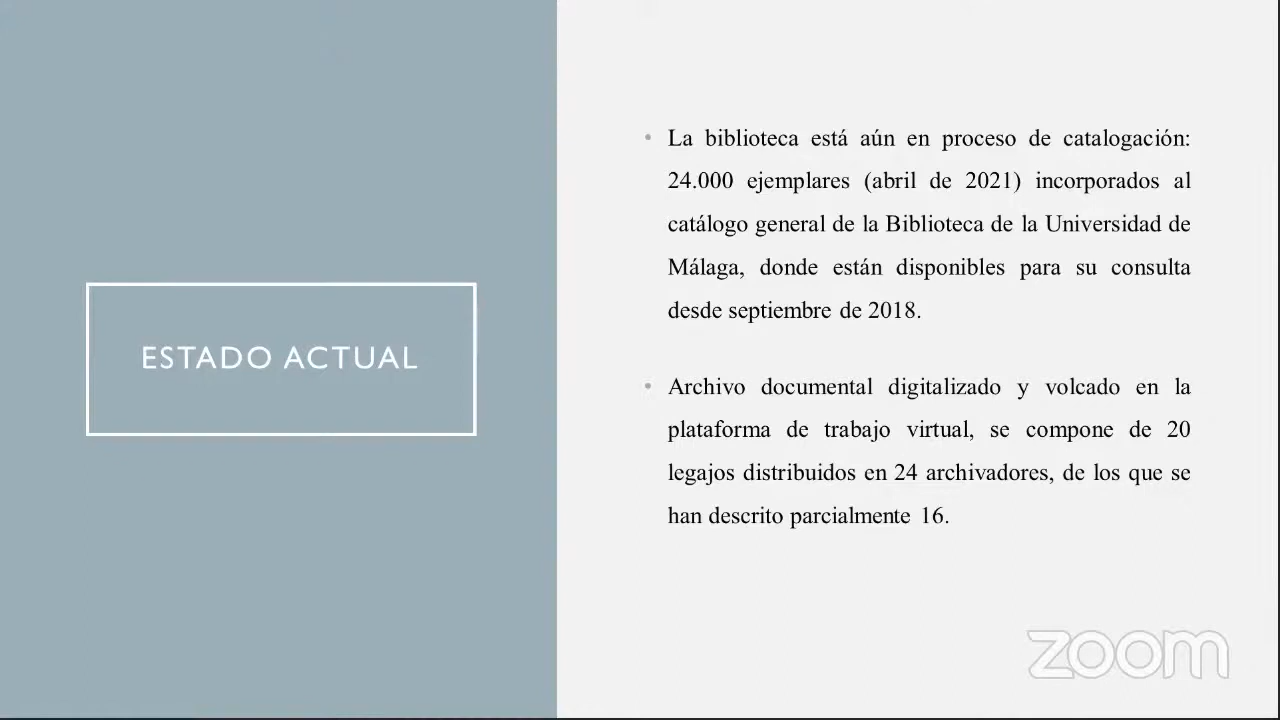 ESTADO ACTUAL
• La biblioteca está aún en proceso de catalogación:
24.000 ejemplares (abril de 2021) incorporados al
catálogo general de la Biblioteca de la Universidad de
Málaga, donde están disponibles para su consulta
desde septiembre de 2018.
• Archivo documental digitalizado y volcado en la
plataforma de trabajo virtual, se compone de 20
legajos distribuidos en 24 archivadores, de los que se
han descrito parcialmente 16.
zoom